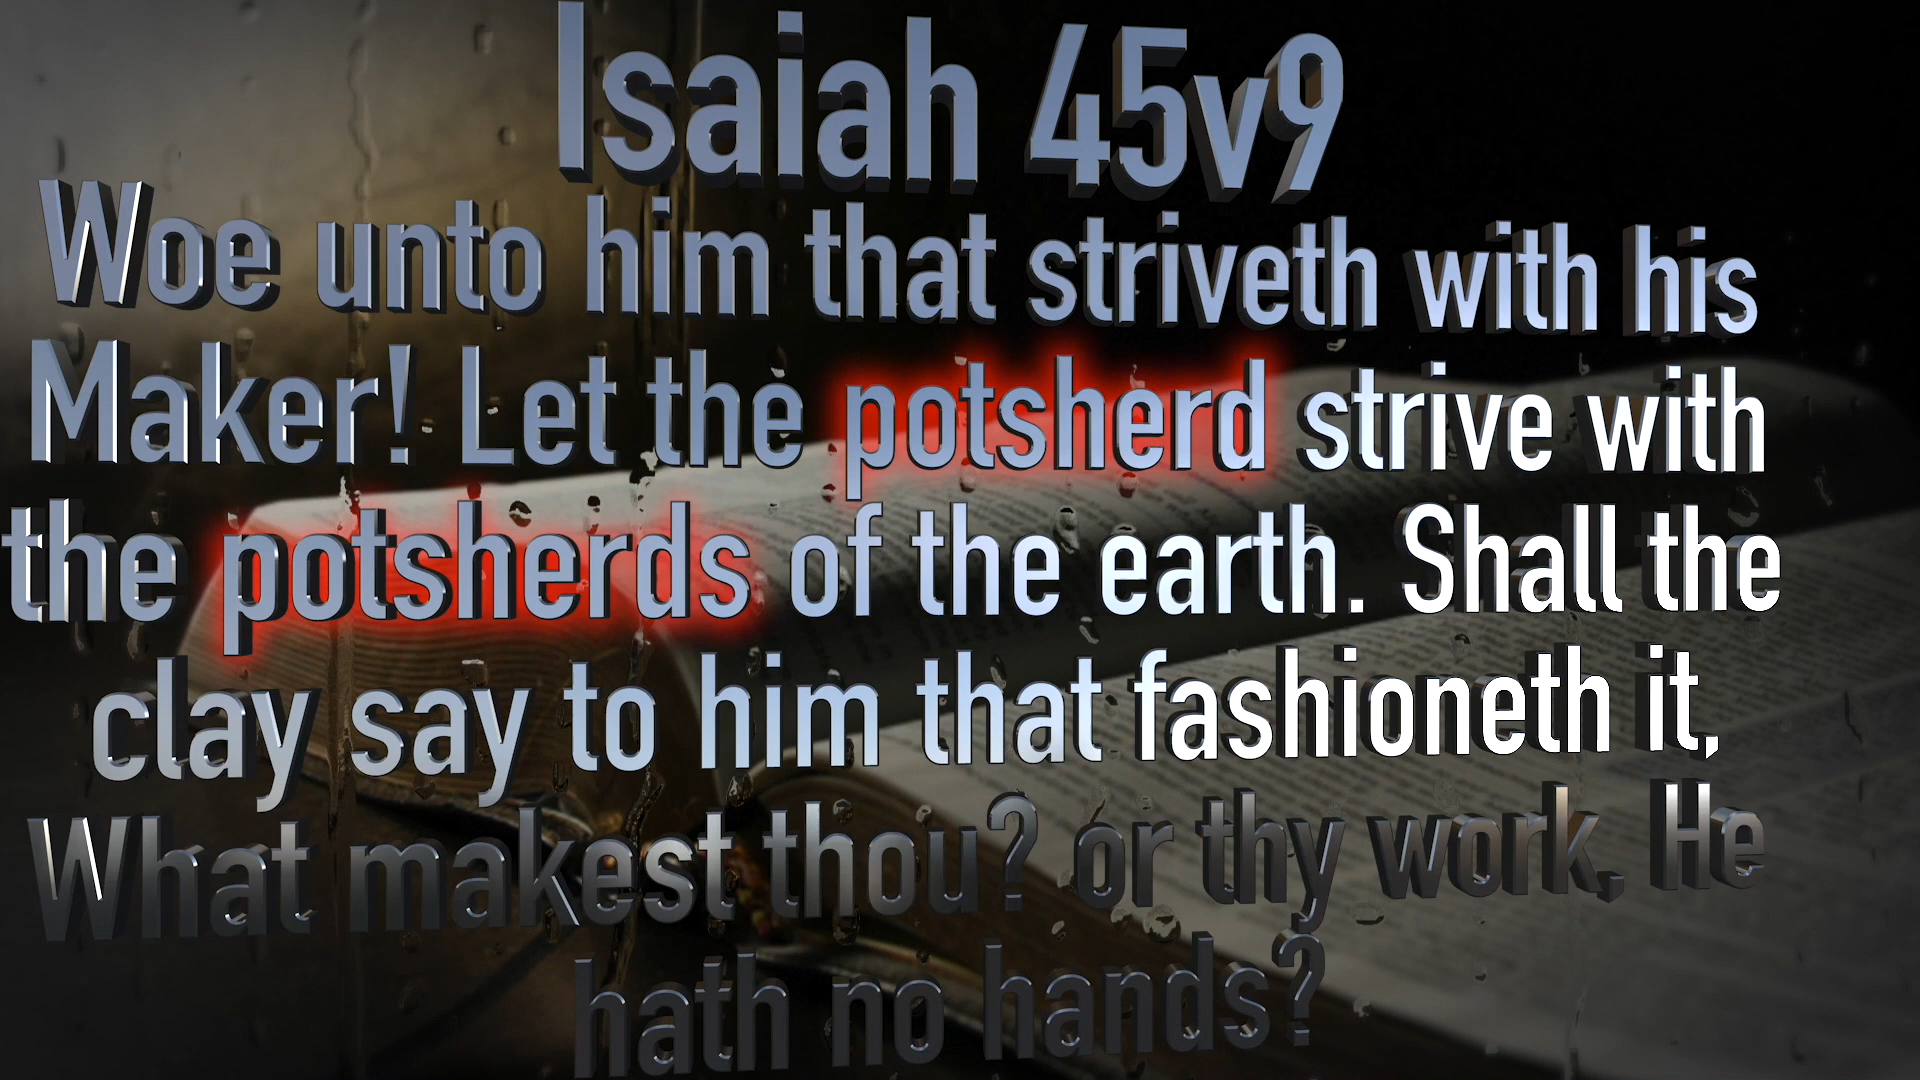 Isaiah 45v9
Woe unto him that striveth with his
Maker! Let the potsherd strive with
the potsherds of the earth. Shall the
clay say to him that fashioneth it,
What makest thou? or thy work, He
hath no hands?